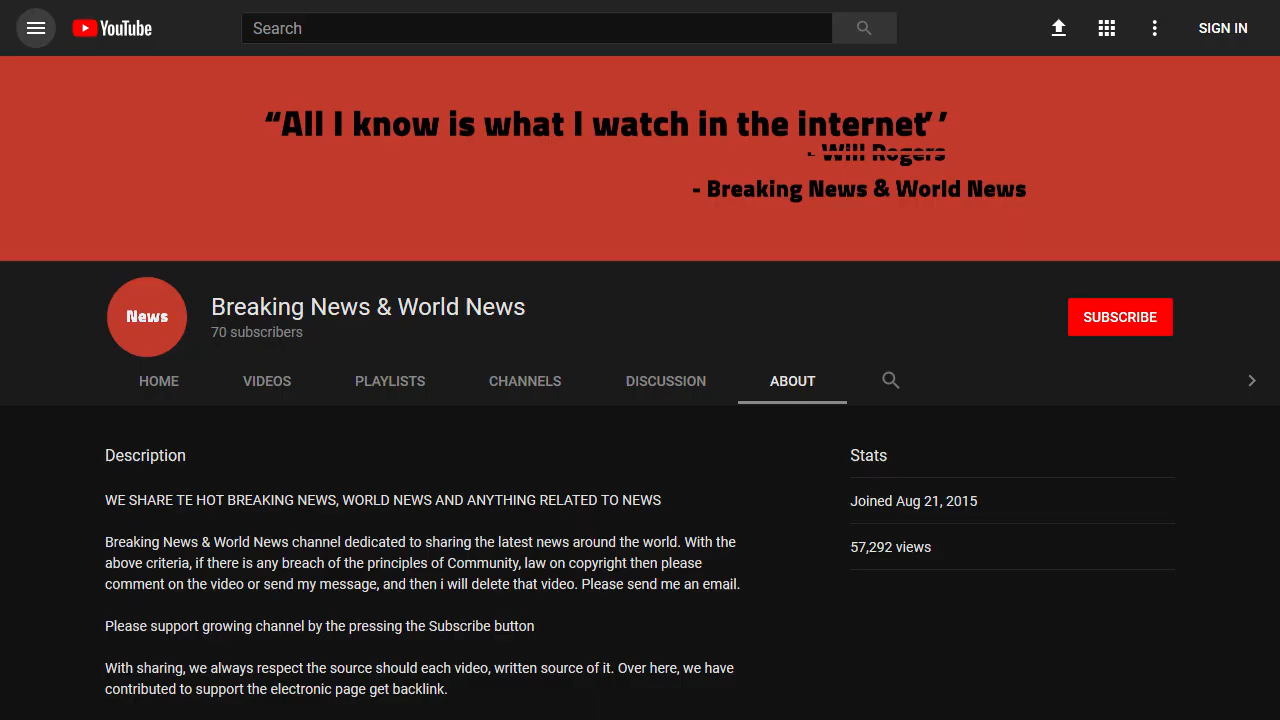 YouTube
Search
SIGN IN
“All I know is what I watch in the internet’’
- Will Rogers
- Breaking News & World News
News
Breaking News & World News
70 subscribers
SUBSCRIBE
HOME VIDEOS PLAYLISTS CHANNELS DISCUSSION ABOUT
Description
Stats
WE SHARE TE HOT BREAKING NEWS, WORLD NEWS AND ANYTHING RELATED TO NEWS
Joined Aug 21, 2015
Breaking News & World News channel dedicated to sharing the latest news around the world. With the
57,292 views
above criteria, if there is any breach of the principles of Community, law on copyright then please
comment on the video or send my message, and then i will delete that video. Please send me an email.
Please support growing channel by the pressing the Subscribe button
With sharing, we always respect the source should each video, written source of it. Over here, we have
contributed to support the electronic page get backlink.